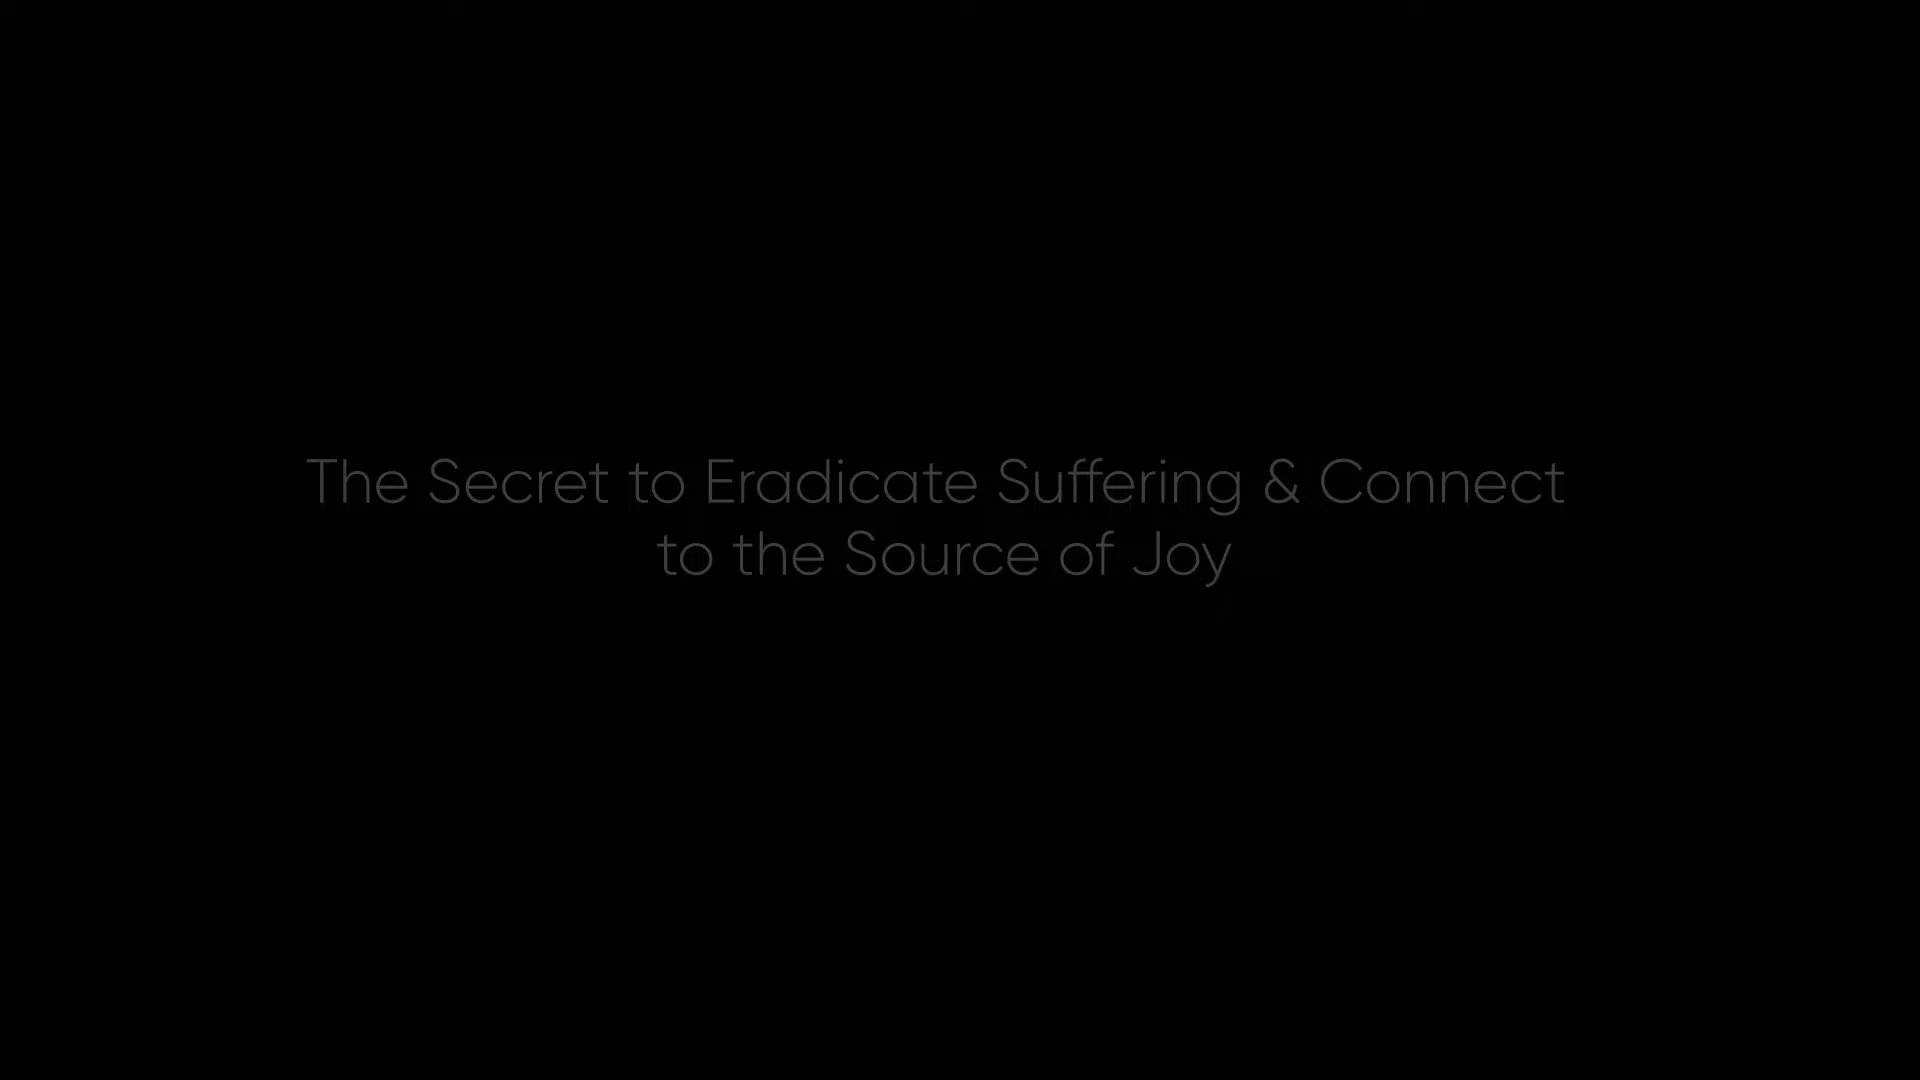 The Secret to Eradicate Suffering & Connect
to the Source of Joy